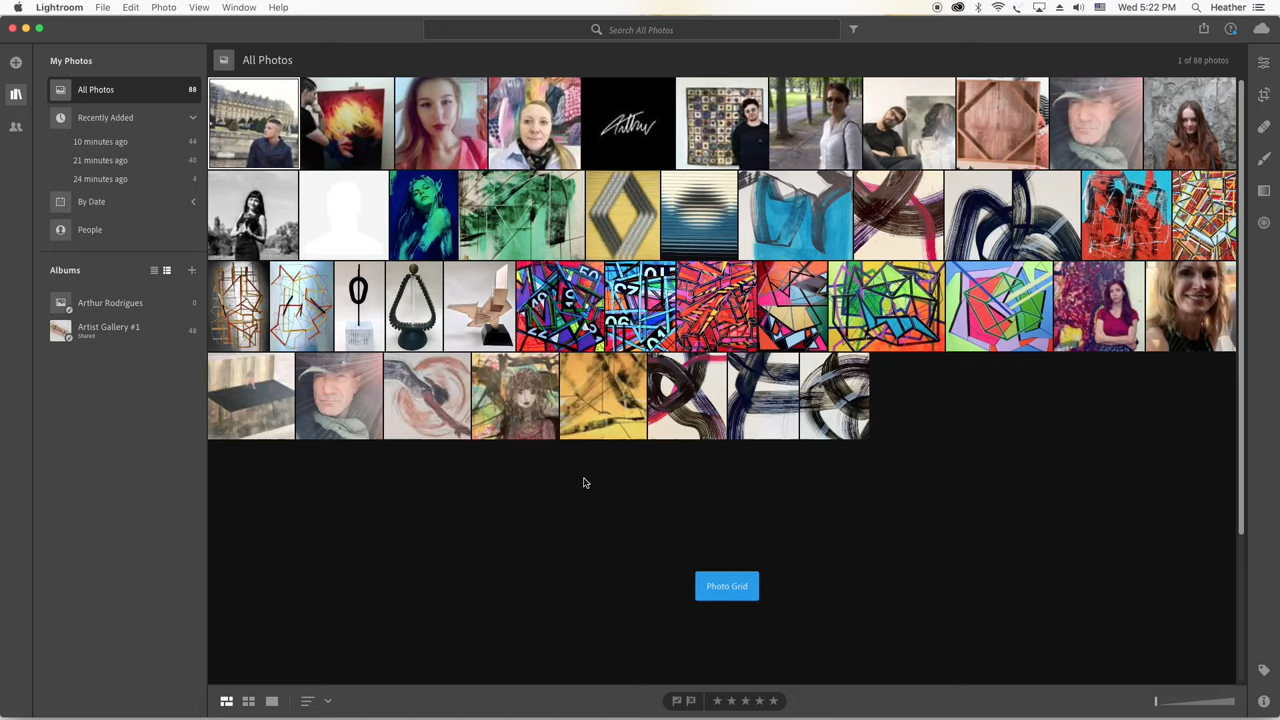 Lightroom File Edit Photo View Window Help Wed 5:22 PM Heather
Search All Photos
My Photos
All Photos 88
Recently Added
10 minutes ago 44
21 minutes ago 40
24 minutes ago 4
By Date
People
Albums
Arthur Rodrigues 0
Artist Gallery #1 48
Shared
All Photos 1 of 88 photos
Photo Grid